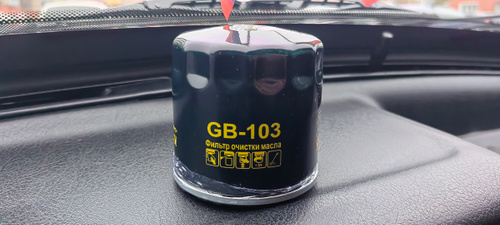 GB-103
Фильтр очистки масла